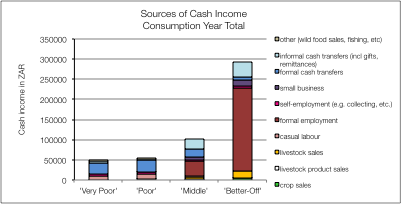 Sources of Cash Income
Consumption Year Total
Cash income in ZAR
350000
300000
250000
200000
150000
100000
50000
0
'Very Poor'
'Poor'
'Middle'
'Better-Off'
other (wild food sales, fishing, etc)
informal cash transfers (incl gifts,
remittances)
formal cash transfers
small business
self-employment (e.g. collecting, etc.)
formal employment
casual labour
livestock sales
livestock product sales
crop sales